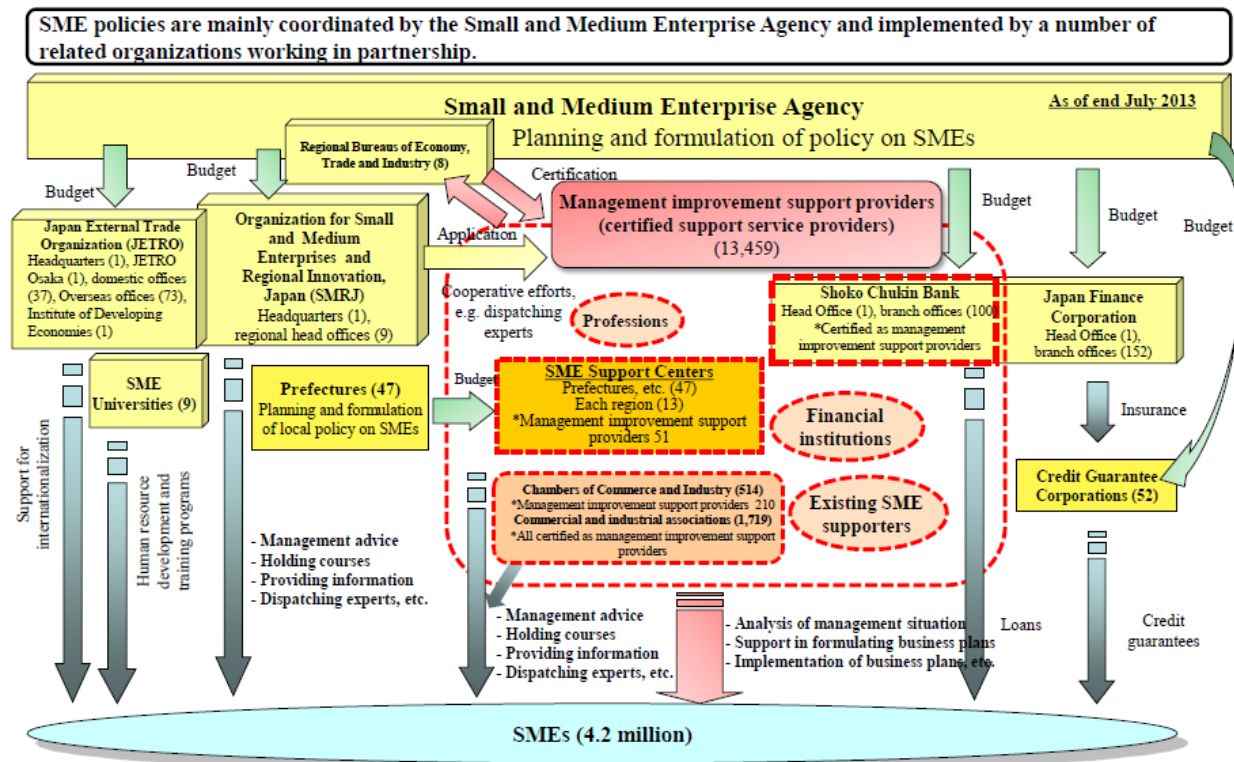 SME policies are mainly coordinated by the Small and Medium Enterprise Agency and implemented by a number of
related organizations working in partnership.
Small and Medium Enterprise Agency
As of end July 2013
Planning and formulation of policy on SMEs
Regional Bureaus of Economy,
Trade and Industry (8)
Budget
Budget
Certification
Application
Budget
Budget
Budget
Japan External Trade
Organization (JETRO)
Headquarters (1), JETRO
Osaka (1), domestic offices
(37), Overseas offices (73),
Institute of Developing
Economies (1)
Organization for Small
and Medium
Enterprises and
Regional Innovation,
Japan (SMRJ)
Headquarters (1),
regional head offices (9)
Management improvement support providers
(certified support service providers)
(13,459)
Cooperative efforts,
e.g. dispatching
experts
Professions
Shoko Chukin Bank
Head Office (1), branch offices (100)
*Certified as management
improvement support providers
Japan Finance
Corporation
Head Office (1),
branch offices (152)
SME
Universities (9)
Prefectures (47)
Planning and formulation
of local policy on SMEs
Budget
SME Support Centers
Prefectures, etc. (47)
Each region (13)
*Management improvement support
providers 51
Financial
institutions
Insurance
Credit Guarantee
Corporations (52)
Chambers of Commerce and Industry (514)
*Management improvement support providers 210
Commercial and industrial associations (1,719)
*All certified as management improvement support
providers
Existing SME
supporters
Support for
internationalization
Human resource
development and
training programs
- Management advice
- Holding courses
- Providing information
- Dispatching experts, etc.
- Management advice
- Holding courses
- Providing information
- Dispatching experts, etc.
- Analysis of management situation
- Support in formulating business plans
- Implementation of business plans, etc.
Loans
Credit
guarantees
SMEs (4.2 million)